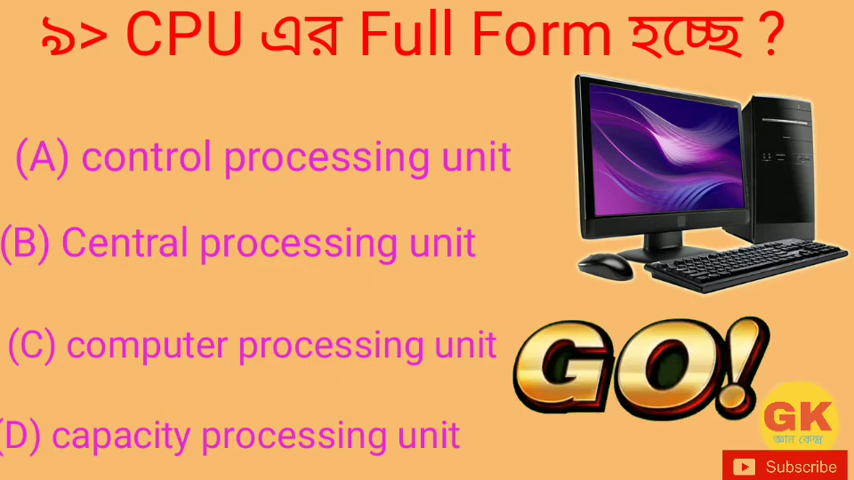 ৯> CPU এর Full Form হচ্ছে ?
(A) control processing unit
(B) Central processing unit
(C) computer processing unit
(D) capacity processing unit
GO!
GK
জ্ঞান কেন্দ্র
Subscribe